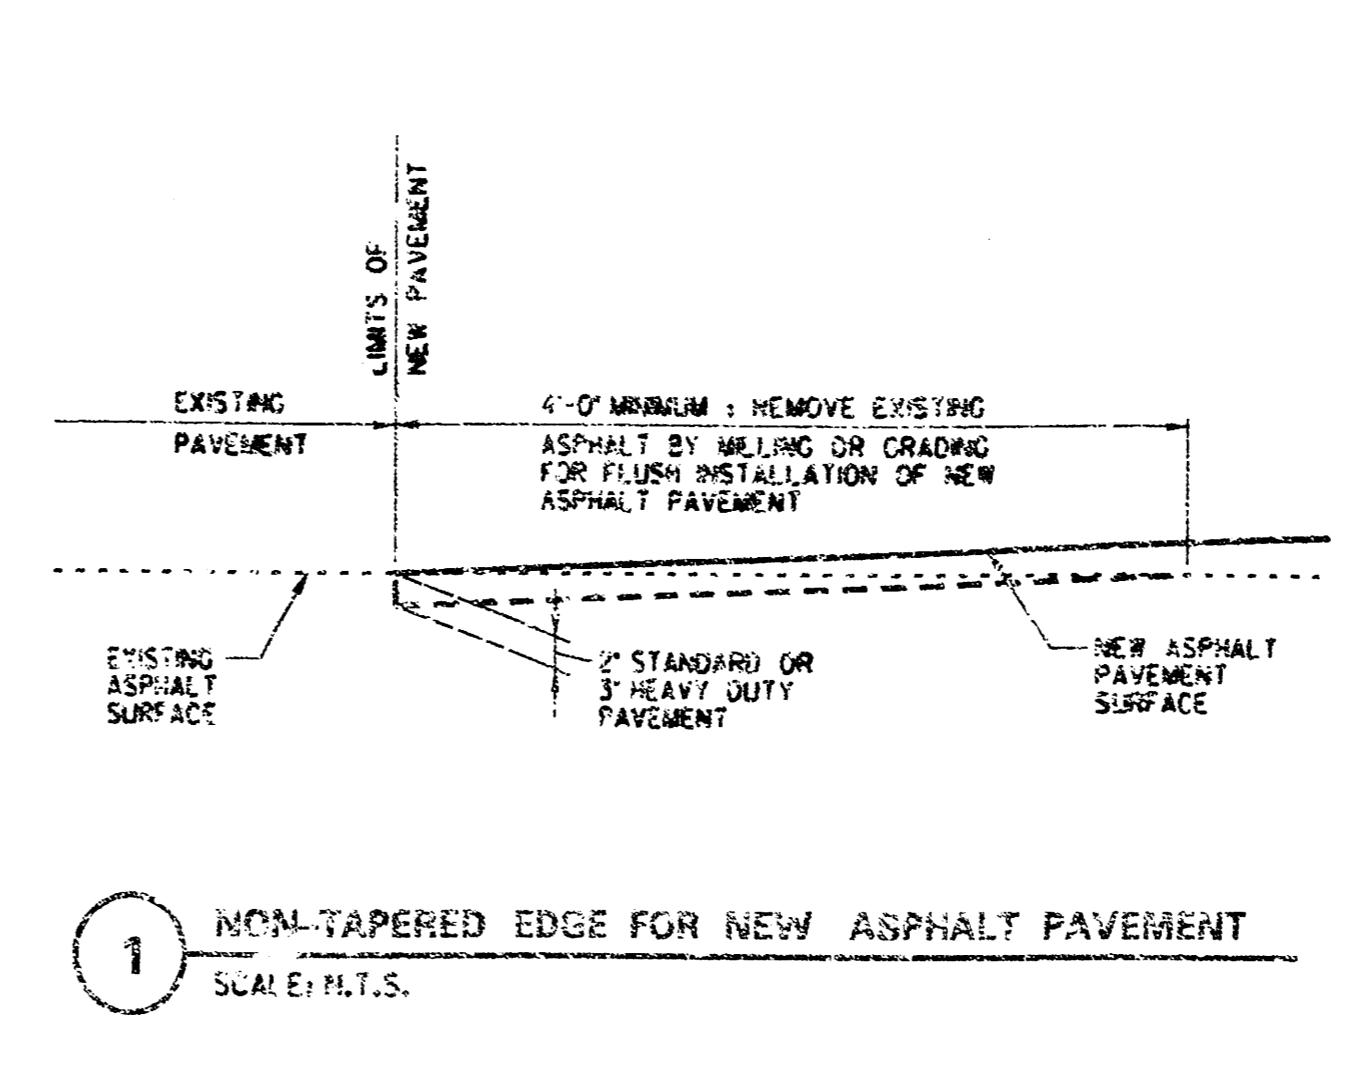 LIMITS OF
NEW PAVEMENT
EXISTING
PAVEMENT
4'-0" MINIMUM : REMOVE EXISTING
ASPHALT BY MILLING OR GRADING
FOR FLUSH INSTALLATION OF NEW
ASPHALT PAVEMENT
EXISTING
ASPHALT
SURFACE
2" STANDARD OR
3" HEAVY DUTY
PAVEMENT
NEW ASPHALT
PAVEMENT
SURFACE
1
NON-TAPERED EDGE FOR NEW ASPHALT PAVEMENT
SCALE: N.T.S.